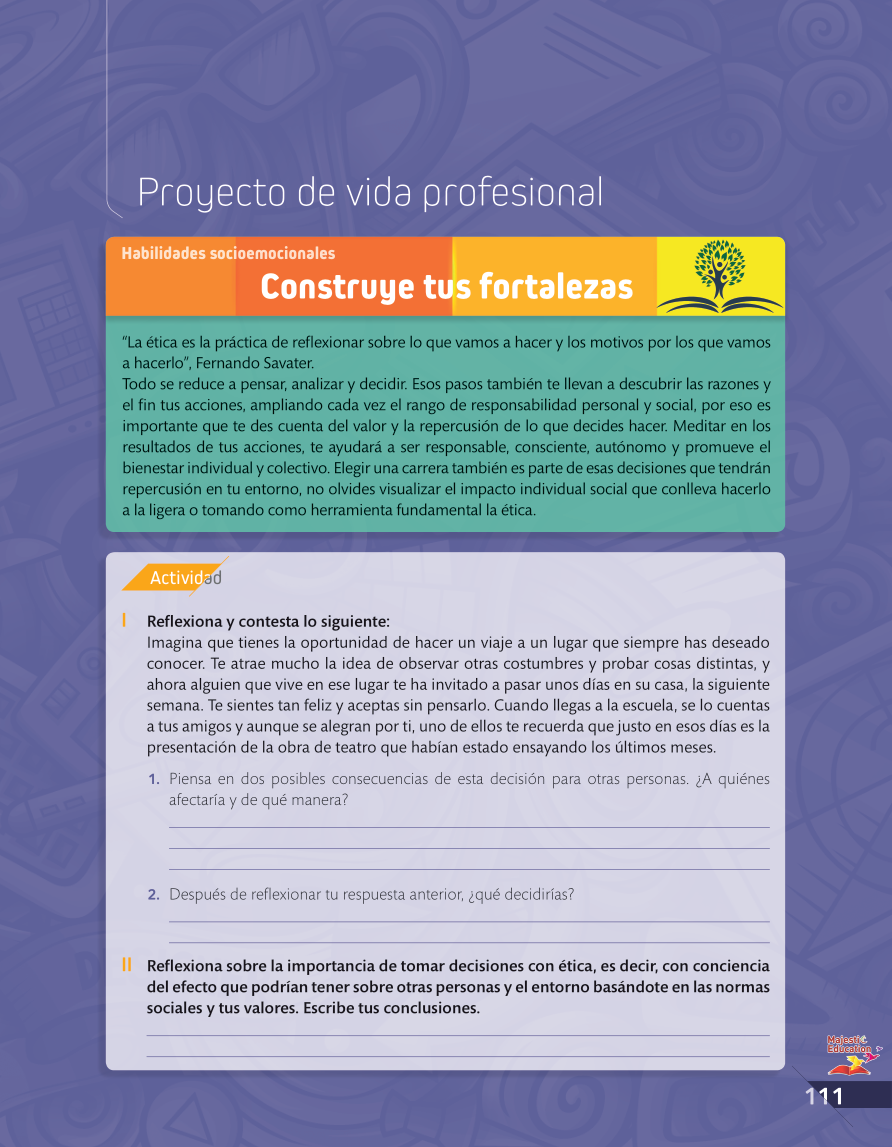 Proyecto de vida profesional
Habilidades socioemocionales
Construye tus fortalezas
“La ética es la práctica de reflexionar sobre lo que vamos a hacer y los motivos por los que vamos
a hacerlo”, Fernando Savater.
Todo se reduce a pensar, analizar y decidir. Esos pasos también te llevan a descubrir las razones y
el fin tus acciones, ampliando cada vez el rango de responsabilidad personal y social, por eso es
importante que te des cuenta del valor y la repercusión de lo que decides hacer. Meditar en los
resultados de tus acciones, te ayudará a ser responsable, consciente, autónomo y promueve el
bienestar individual y colectivo. Elegir una carrera también es parte de esas decisiones que tendrán
repercusión en tu entorno, no olvides visualizar el impacto individual social que conlleva hacerlo
a la ligera o tomando como herramienta fundamental la ética.
Actividad
I Reflexiona y contesta lo siguiente:
Imagina que tienes la oportunidad de hacer un viaje a un lugar que siempre has deseado
conocer. Te atrae mucho la idea de observar otras costumbres y probar cosas distintas, y
ahora alguien que vive en ese lugar te ha invitado a pasar unos días en su casa, la siguiente
semana. Te sientes tan feliz y aceptas sin pensarlo. Cuando llegas a la escuela, se lo cuentas
a tus amigos y aunque se alegran por ti, uno de ellos te recuerda que justo en esos días es la
presentación de la obra de teatro que habían estado ensayando los últimos meses.
1. Piensa en dos posibles consecuencias de esta decisión para otras personas. ¿A quiénes
afectaría y de qué manera?
2. Después de reflexionar tu respuesta anterior, ¿qué decidirías?
II Reflexiona sobre la importancia de tomar decisiones con ética, es decir, con conciencia
del efecto que podrían tener sobre otras personas y el entorno basándote en las normas
sociales y tus valores. Escribe tus conclusiones.
Majestic
Education
111